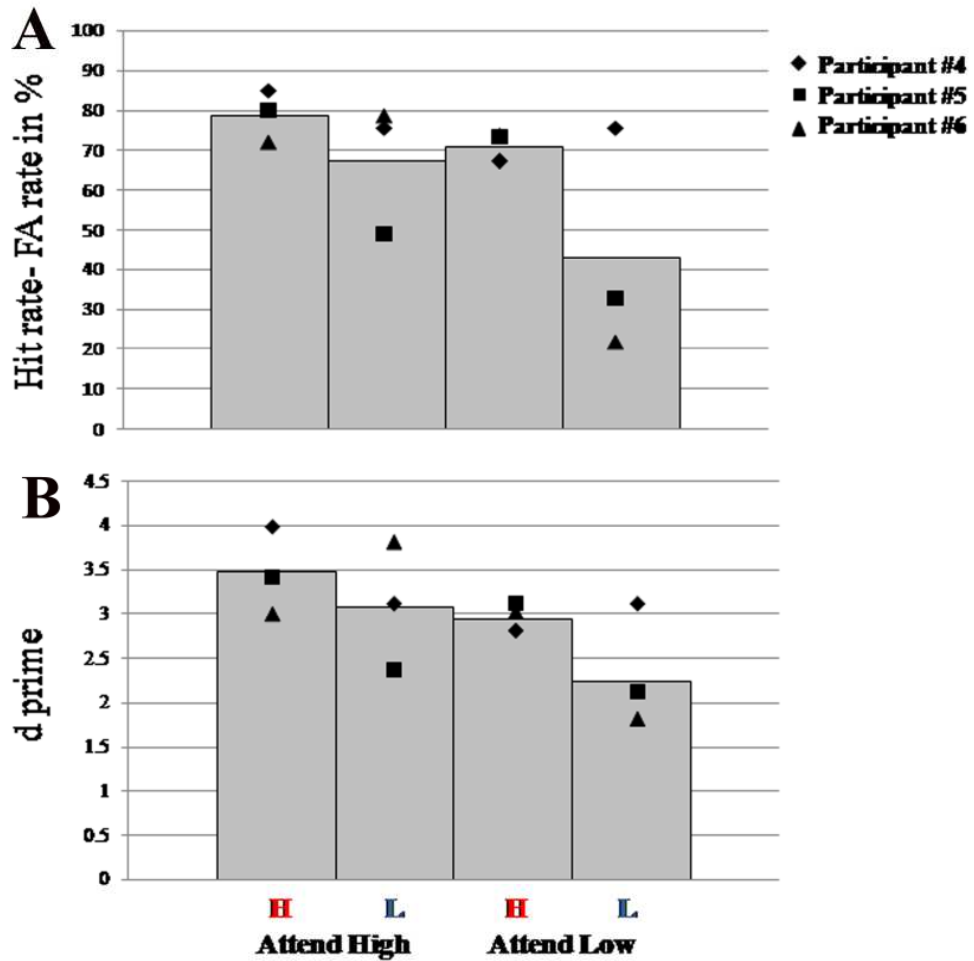 A
Hit rate- FA rate in %
100
90
80
70
60
50
40
30
20
10
0
Participant #4
Participant #5
Participant #6
B
d prime
4.5
4
3.5
3
2.5
2
1.5
1
0.5
0
H L H L
Attend High Attend Low